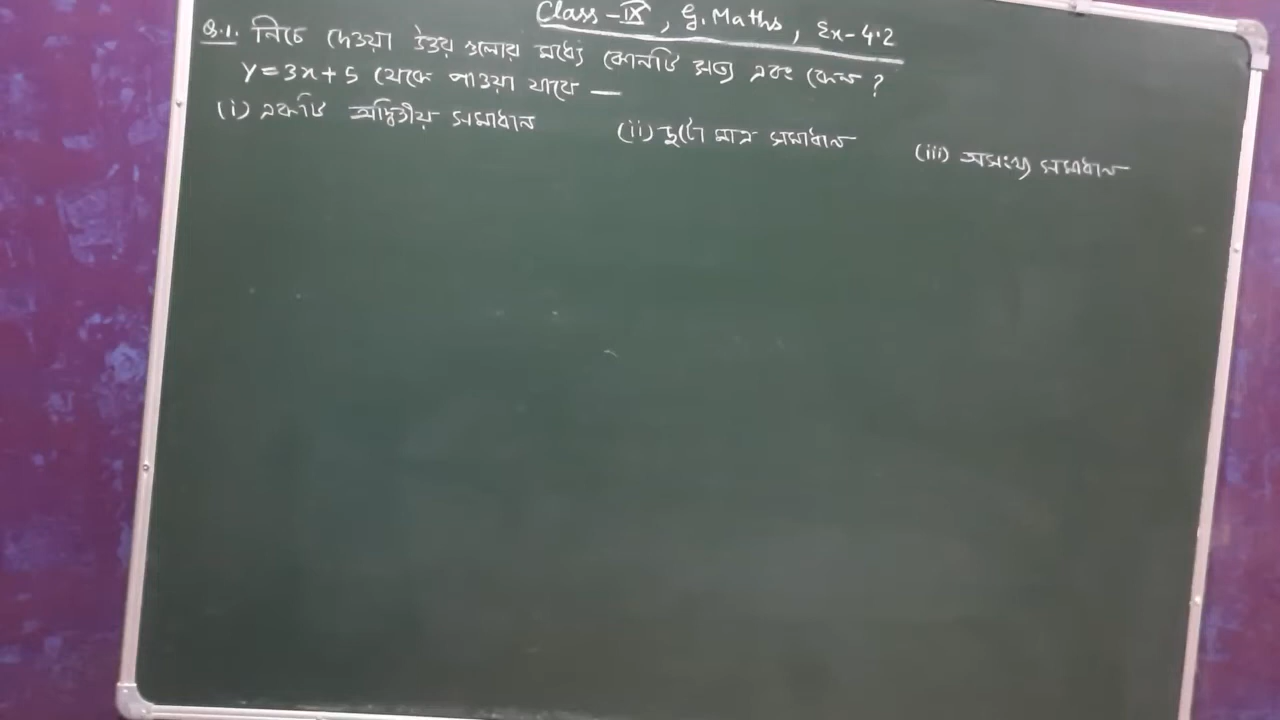 Class - IX, G. Maths, Ex - 4.2
Q.1. নিচে দেওয়া উত্তর গুলোর মধ্যে কোনটি সত্য এবং কেন ?
y = 3x + 5 থেকে পাওয়া যাবে —
(i) একটি অদ্বিতীয় সমাধান (ii) দুটো মাত্র সমাধান (iii) অসংখ্য সমাধান